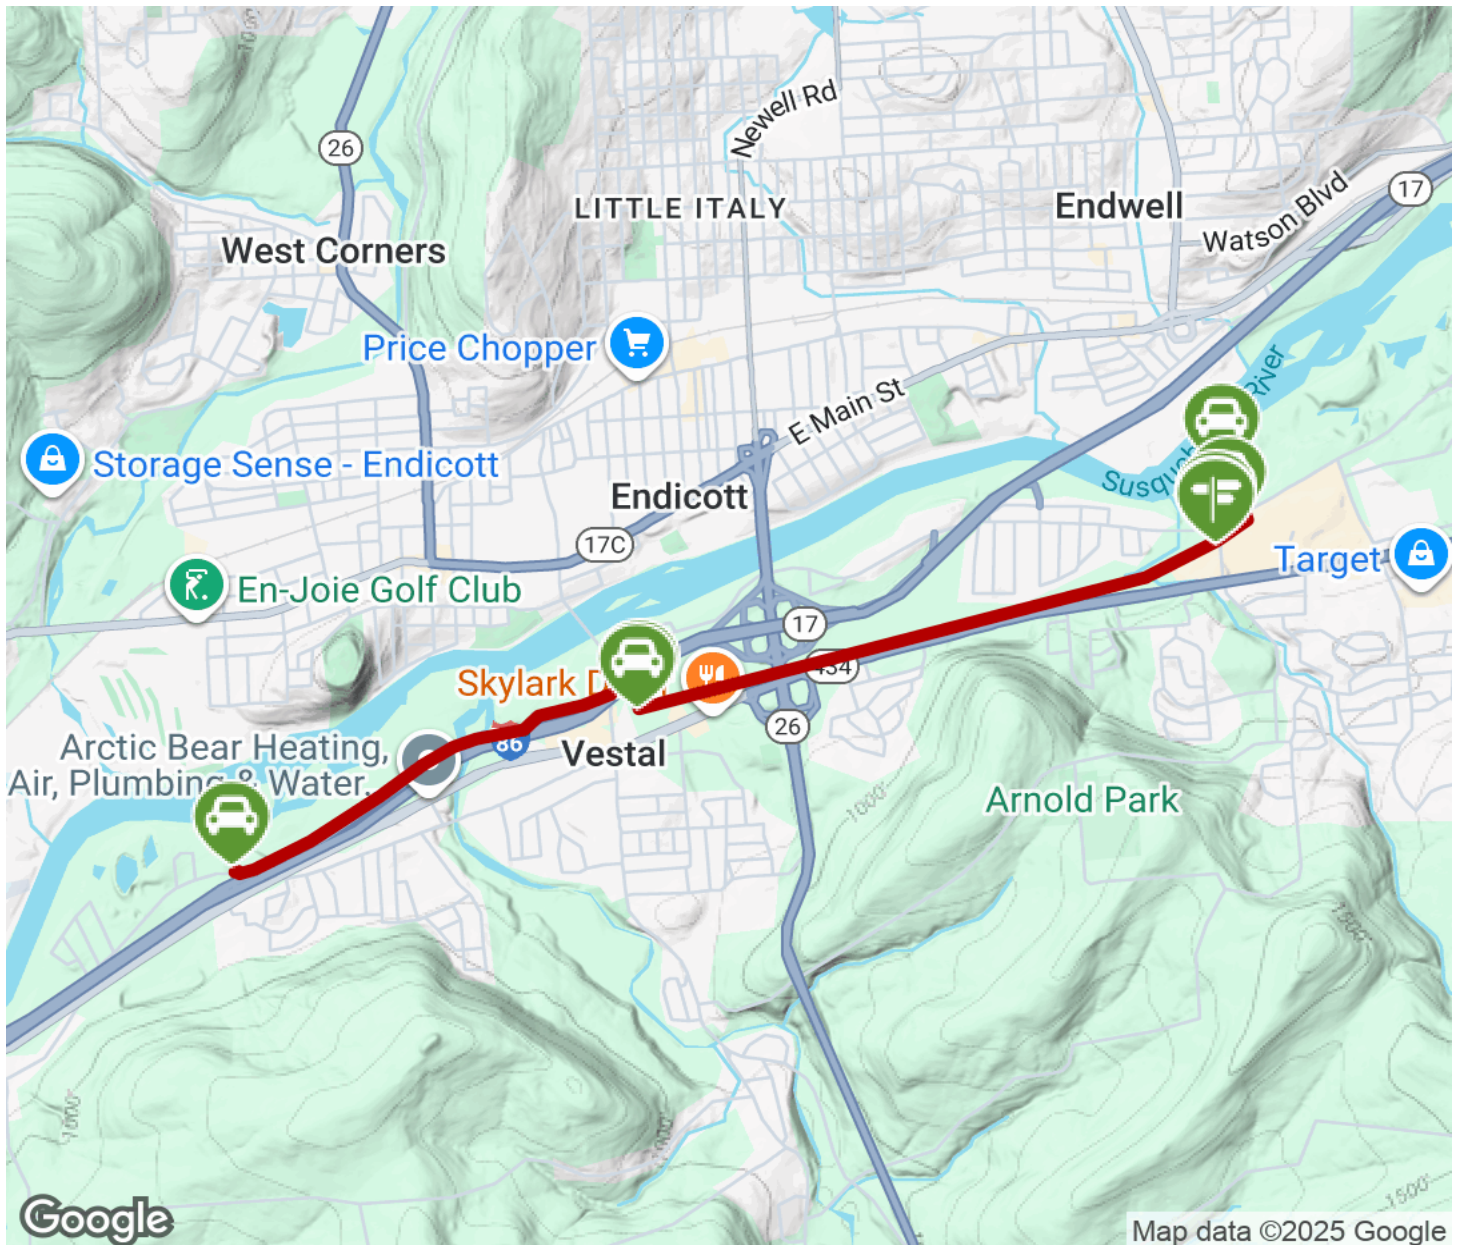 26
Newell Rd
LITTLE ITALY
Endwell
Watson Blvd
17
West Corners
Price Chopper
E Main St
River
Storage Sense - Endicott
Endicott
17C
Target
En-Joie Golf Club
17
Skylark
26
86
Vestal
Arctic Bear Heating,
Air, Plumbing & Water.
Arnold Park
1000'
1500'
Google
Map data ©2025 Google